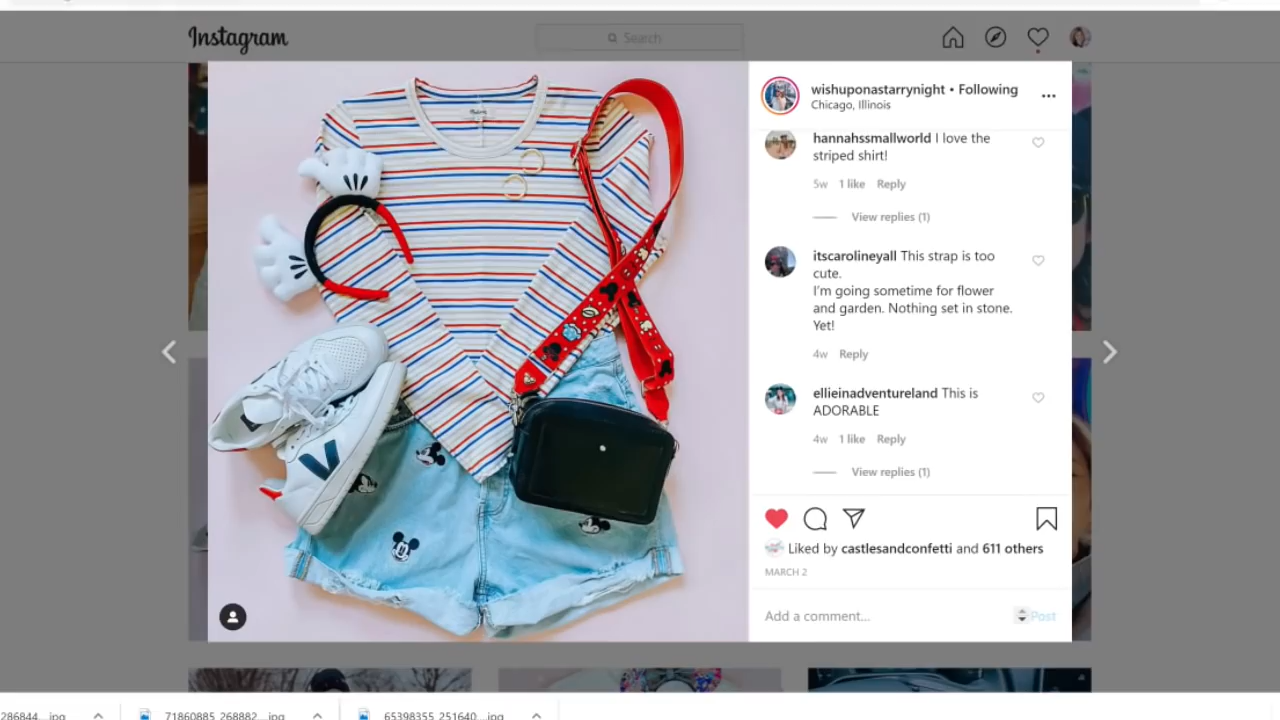 Instagram
Search
wishuponastarrynight • Following
Chicago, Illinois
hannahssmallworld I love the
striped shirt!
5w 1 like Reply
View replies (1)
itscarolineyall This strap is too
cute.
I'm going sometime for flower
and garden. Nothing set in stone.
Yet!
4w Reply
ellieinadventureland This is
ADORABLE
4w 1 like Reply
View replies (1)
Liked by castlesandconfetti and 611 others
MARCH 2
Add a comment...
Post
286844....jpg
71860885_268882....jpg
65398355_251640....jpg